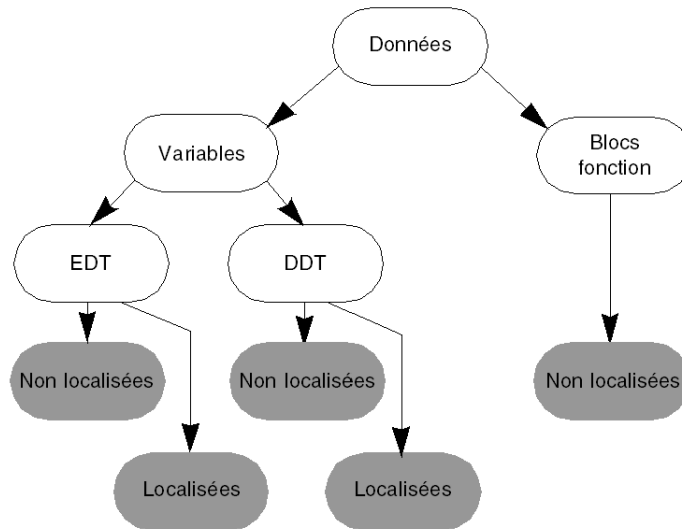 Données
Variables
Blocs
fonction
EDT
DDT
Non localisées
Non localisées
Non localisées
Localisées
Localisées